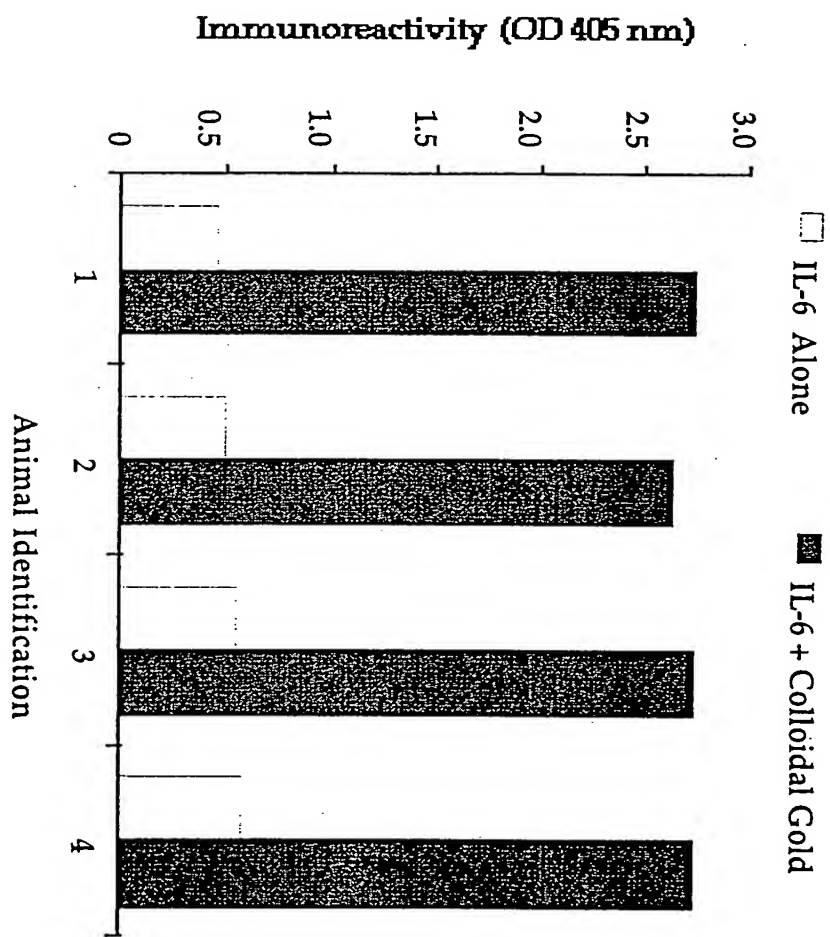 IL-6 Alone
IL-6 + Colloidal Gold
Immunoreactivity (OD 405 nm)
3.0
2.5
2.0
1.5
1.0
0.5
0
1
2
3
4
Animal Identification